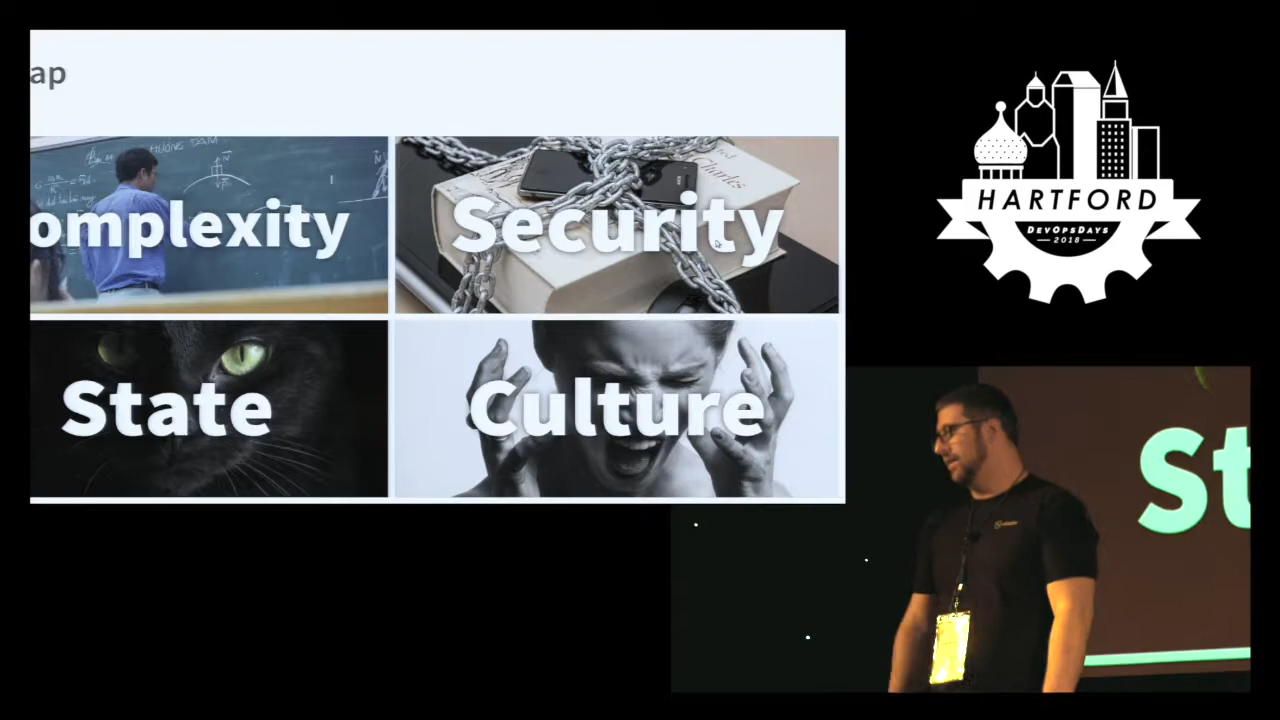 ap
omplexity
Security
State
Culture
HARTFORD
DEVOPSDAYS
2018
St